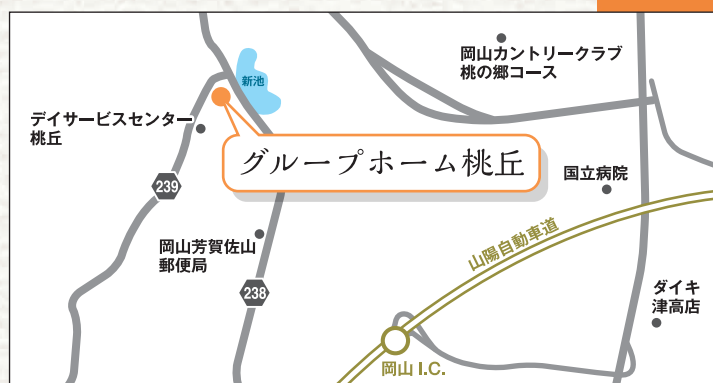 岡山カントリークラブ
桃の郷コース
新池
デイサービスセンター
桃丘
グループホーム桃丘
国立病院
239
岡山芳賀佐山
郵便局
山陽自動車道
238
ダイキ
津高店
岡山 I.C.